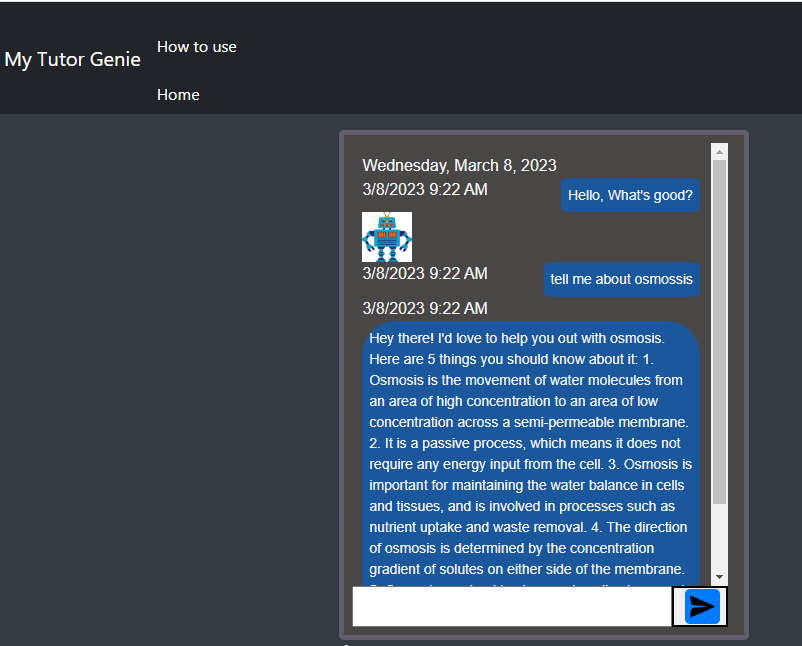 My Tutor Genie
How to use
Home
Wednesday, March 8, 2023
3/8/2023 9:22 AM
Hello, What's good?
3/8/2023 9:22 AM
tell me about osmossis
3/8/2023 9:22 AM
Hey there! I'd love to help you out with osmosis.
Here are 5 things you should know about it: 1.
Osmosis is the movement of water molecules from
an area of high concentration to an area of low
concentration across a semi-permeable membrane.
2. It is a passive process, which means it does not
require any energy input from the cell. 3. Osmosis is
important for maintaining the water balance in cells
and tissues, and is involved in processes such as
nutrient uptake and waste removal. 4. The direction
of osmosis is determined by the concentration
gradient of solutes on either side of the membrane.